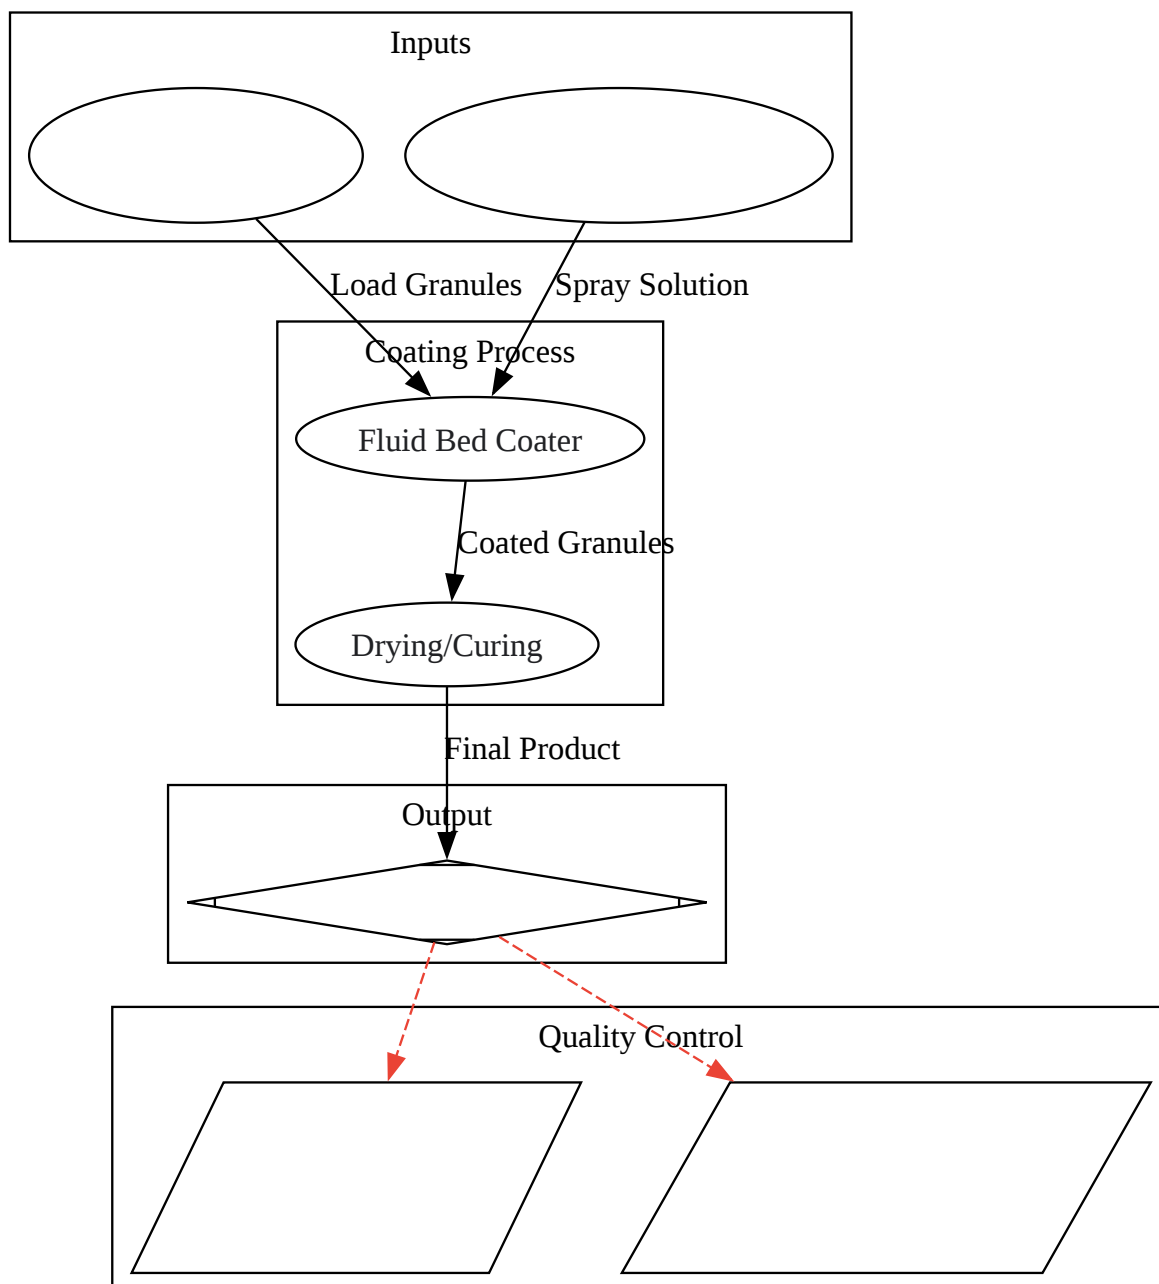 Inputs
Load Granules
Spray Solution
Coating Process
Fluid Bed Coater
Coated Granules
Drying/Curing
Final Product
Output
Quality Control